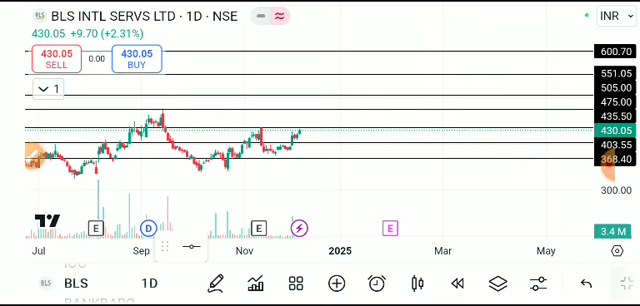 BLS BLS INTL SERVS LTD · 1D · NSE
INR
430.05 +9.70 (+2.31%)
430.05 SELL
0.00
430.05 BUY
1
600.70
551.05
505.00
475.00
435.50
430.05
403.55
368.40
300.00
3.4 M
E D E E
Jul Sep Nov 2025 Mar May
BLS BLS 1D